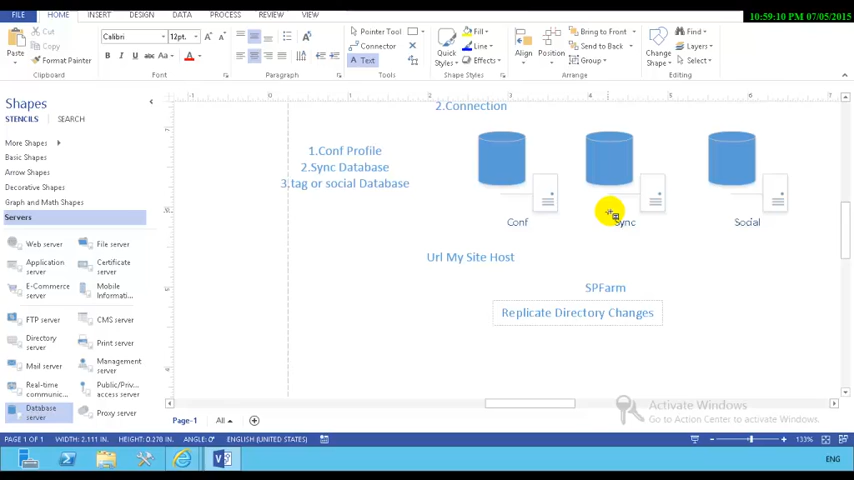 10:59:10 PM 07/05/2015
FILE HOME INSERT DESIGN DATA PROCESS REVIEW VIEW
Paste
Cut
Copy
Format Painter
Clipboard
Calibri 12pt.
B I U abc Aa A
Font
Paragraph
Pointer Tool
Connector
A Text
Tools
Quick Styles
Fill
Line
Effects
Shape Styles
Align Position
Bring to Front
Send to Back
Group
Arrange
Change Shape
Find
Layers
Select
Editing
Shapes
STENCILS SEARCH
More Shapes
Basic Shapes
Arrow Shapes
Decorative Shapes
Graph and Math Shapes
Servers
Web server File server
Application server Certificate server
E-Commerce server Mobile Informati...
FTP server CMS server
Directory server Print server
Mail server Management server
Real-time communic... Public/Priv... access server
Database server Proxy server
2.Connection
1.Conf Profile
2.Sync Database
3.tag or social Database
Conf Sync Social
Url My Site Host
SPFarm
Replicate Directory Changes
Activate Windows
Go to Action Center to activate Windows.
Page-1 All
PAGE 1 OF 1 WIDTH: 2.111 in. HEIGHT: 0.278 in. ANGLE: 0° ENGLISH (UNITED STATES) 133%
ENG